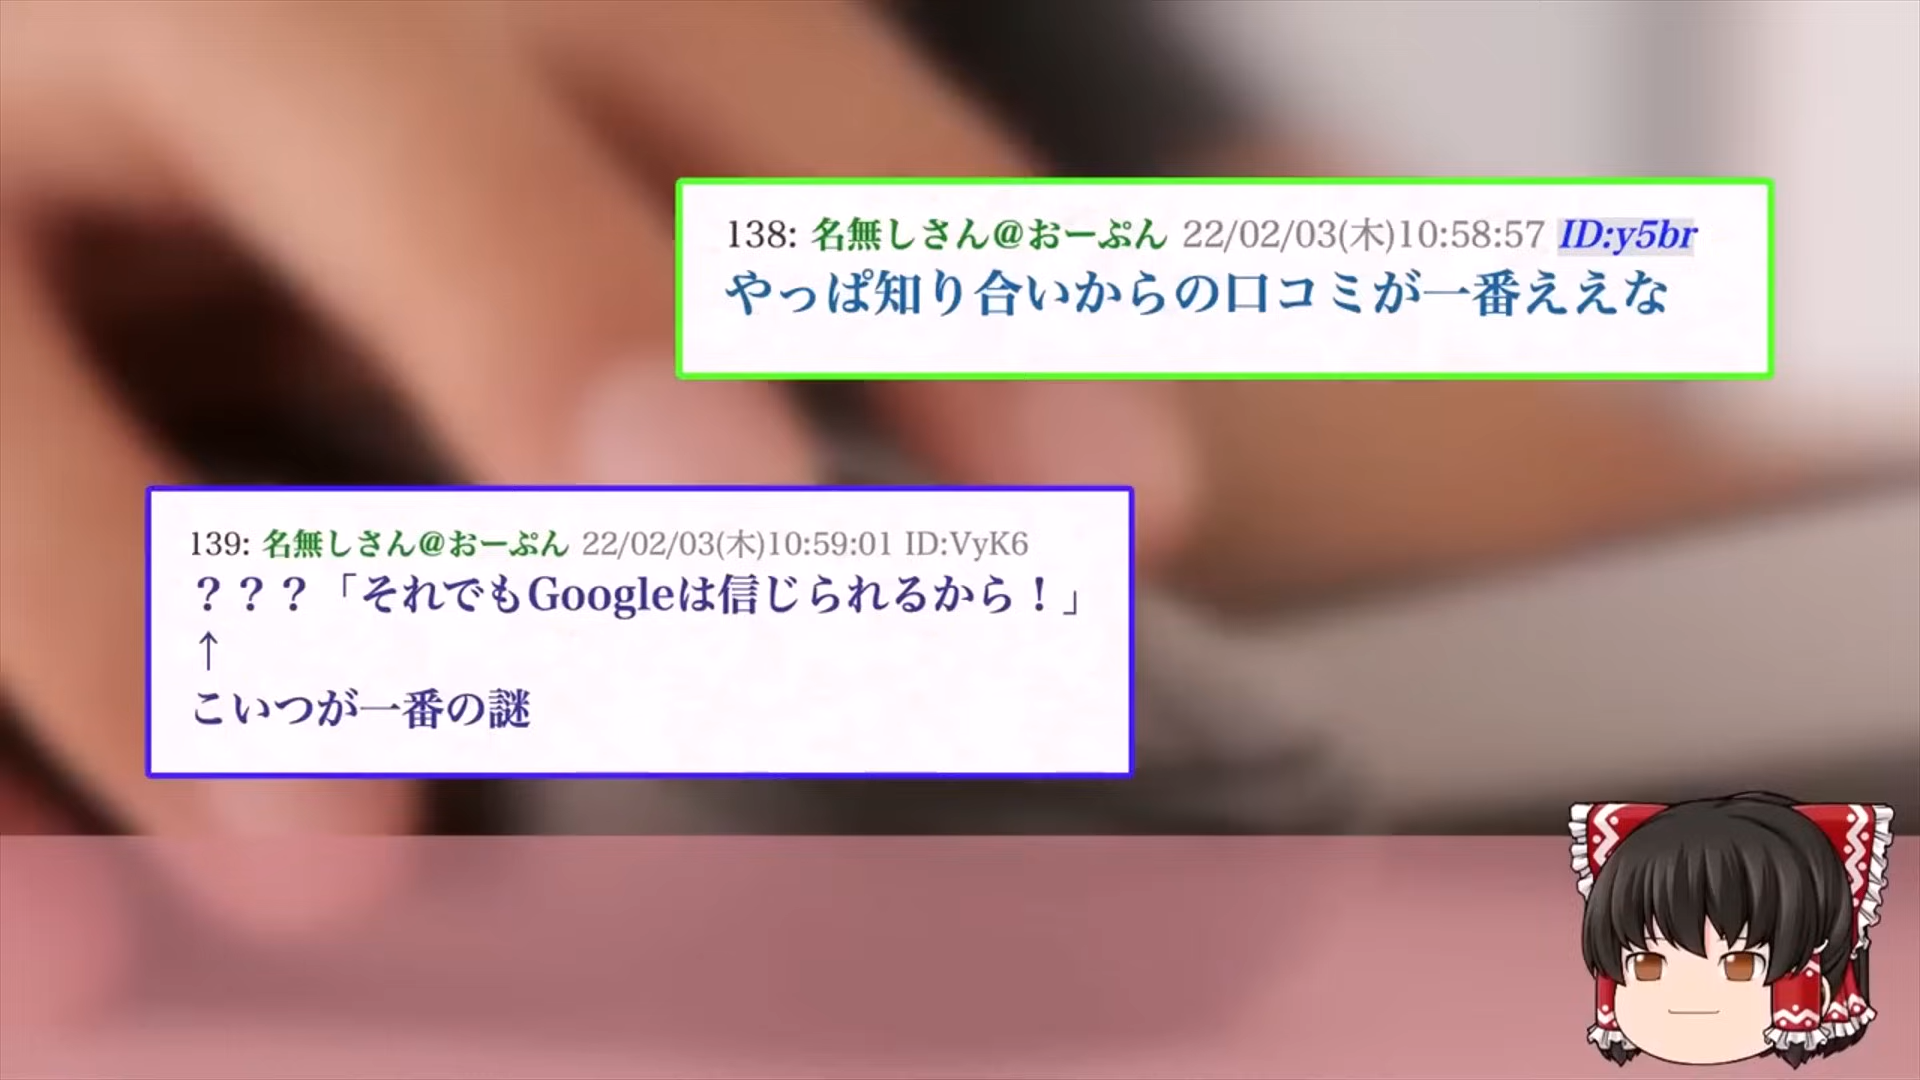 138: 名無しさん@おーぷん 22/02/03(木)10:58:57 ID:y5br
やっぱ知り合いからの口コミが一番ええな
139: 名無しさん@おーぷん 22/02/03(木)10:59:01 ID:VyK6
？？？「それでもGoogleは信じられるから！」
↑
こいつが一番の謎